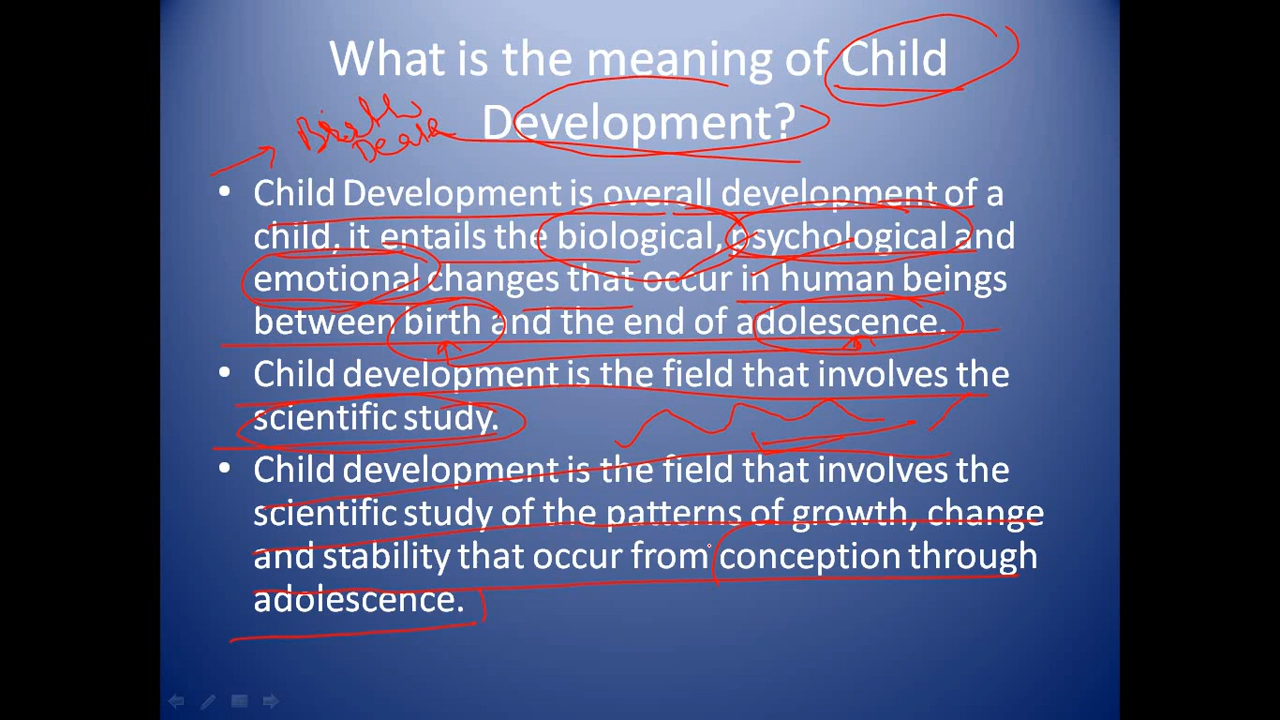 What is the meaning of Child
Development?
Birth
Death
• Child Development is overall development of a
child, it entails the biological, psychological and
emotional changes that occur in human beings
between birth and the end of adolescence.
• Child development is the field that involves the
scientific study.
• Child development is the field that involves the
scientific study of the patterns of growth, change
and stability that occur from conception through
adolescence.